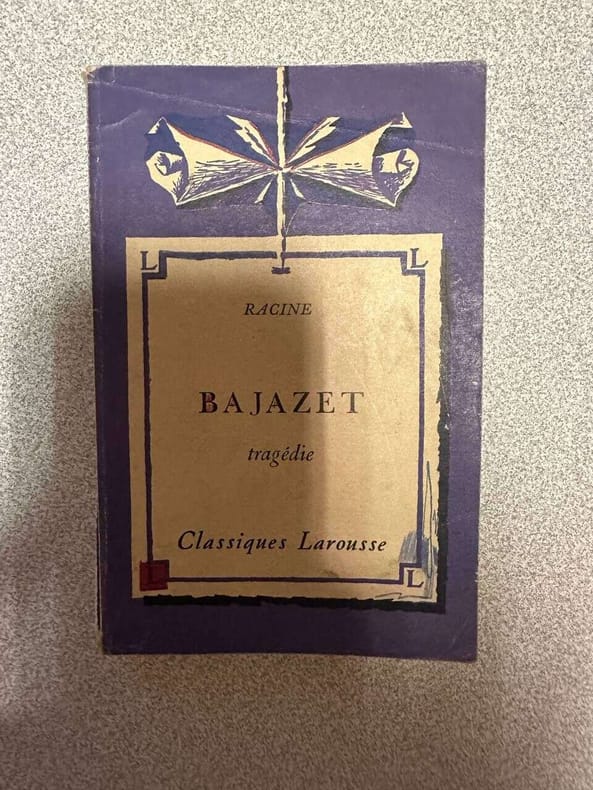 L L
RACINE
BAJAZET
tragédie
Classiques Larousse
L L